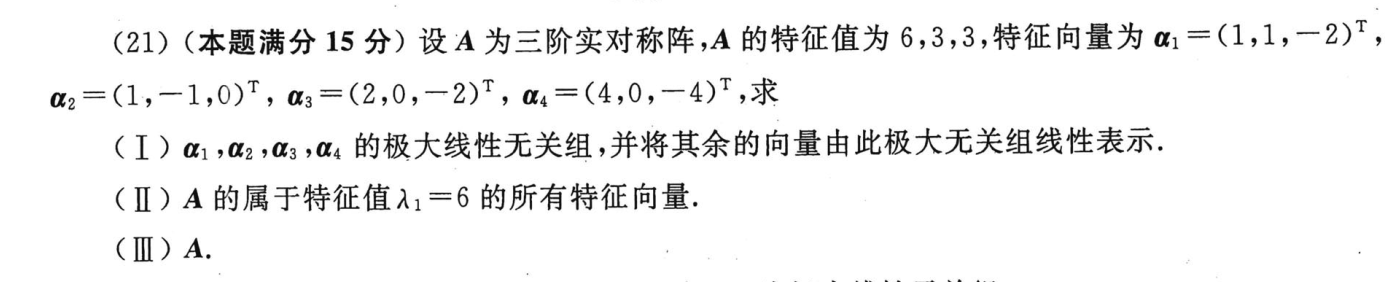 (21)(本题满分 15 分)设 A 为三阶实对称阵,A 的特征值为 6,3,3,特征向量为 α₁=(1,1,-2)ᵀ,
α₂=(1,-1,0)ᵀ, α₃=(2,0,-2)ᵀ, α₄=(4,0,-4)ᵀ,求
(Ⅰ)α₁,α₂,α₃,α₄ 的极大线性无关组,并将其余的向量由此极大无关组线性表示.
(Ⅱ)A 的属于特征值 λ₁=6 的所有特征向量.
(Ⅲ)A.